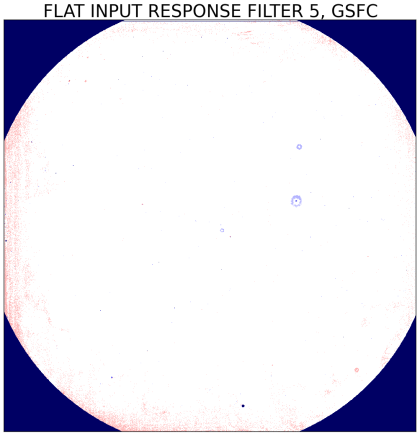 FLAT INPUT RESPONSE FILTER 5, GSFC